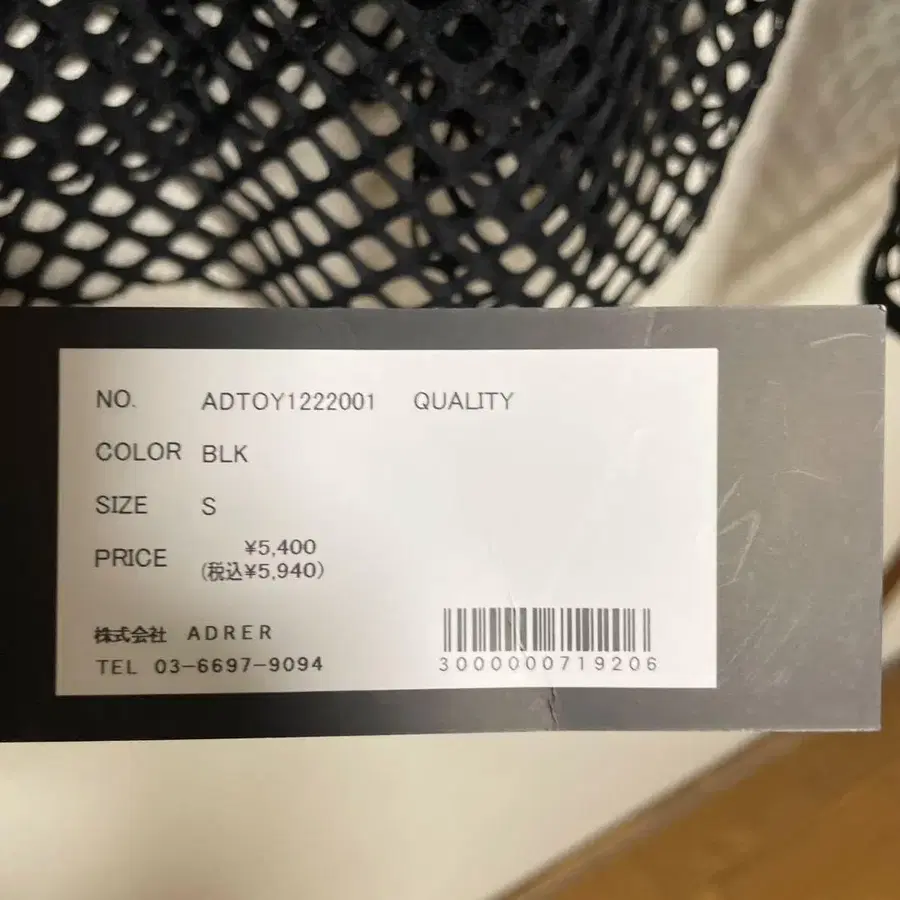 NO. ADTOY1222001 QUALITY
COLOR BLK
SIZE S
PRICE ¥5,400
(税込¥5,940)
株式会社 ADRER
TEL 03-6697-9094
3000000719206